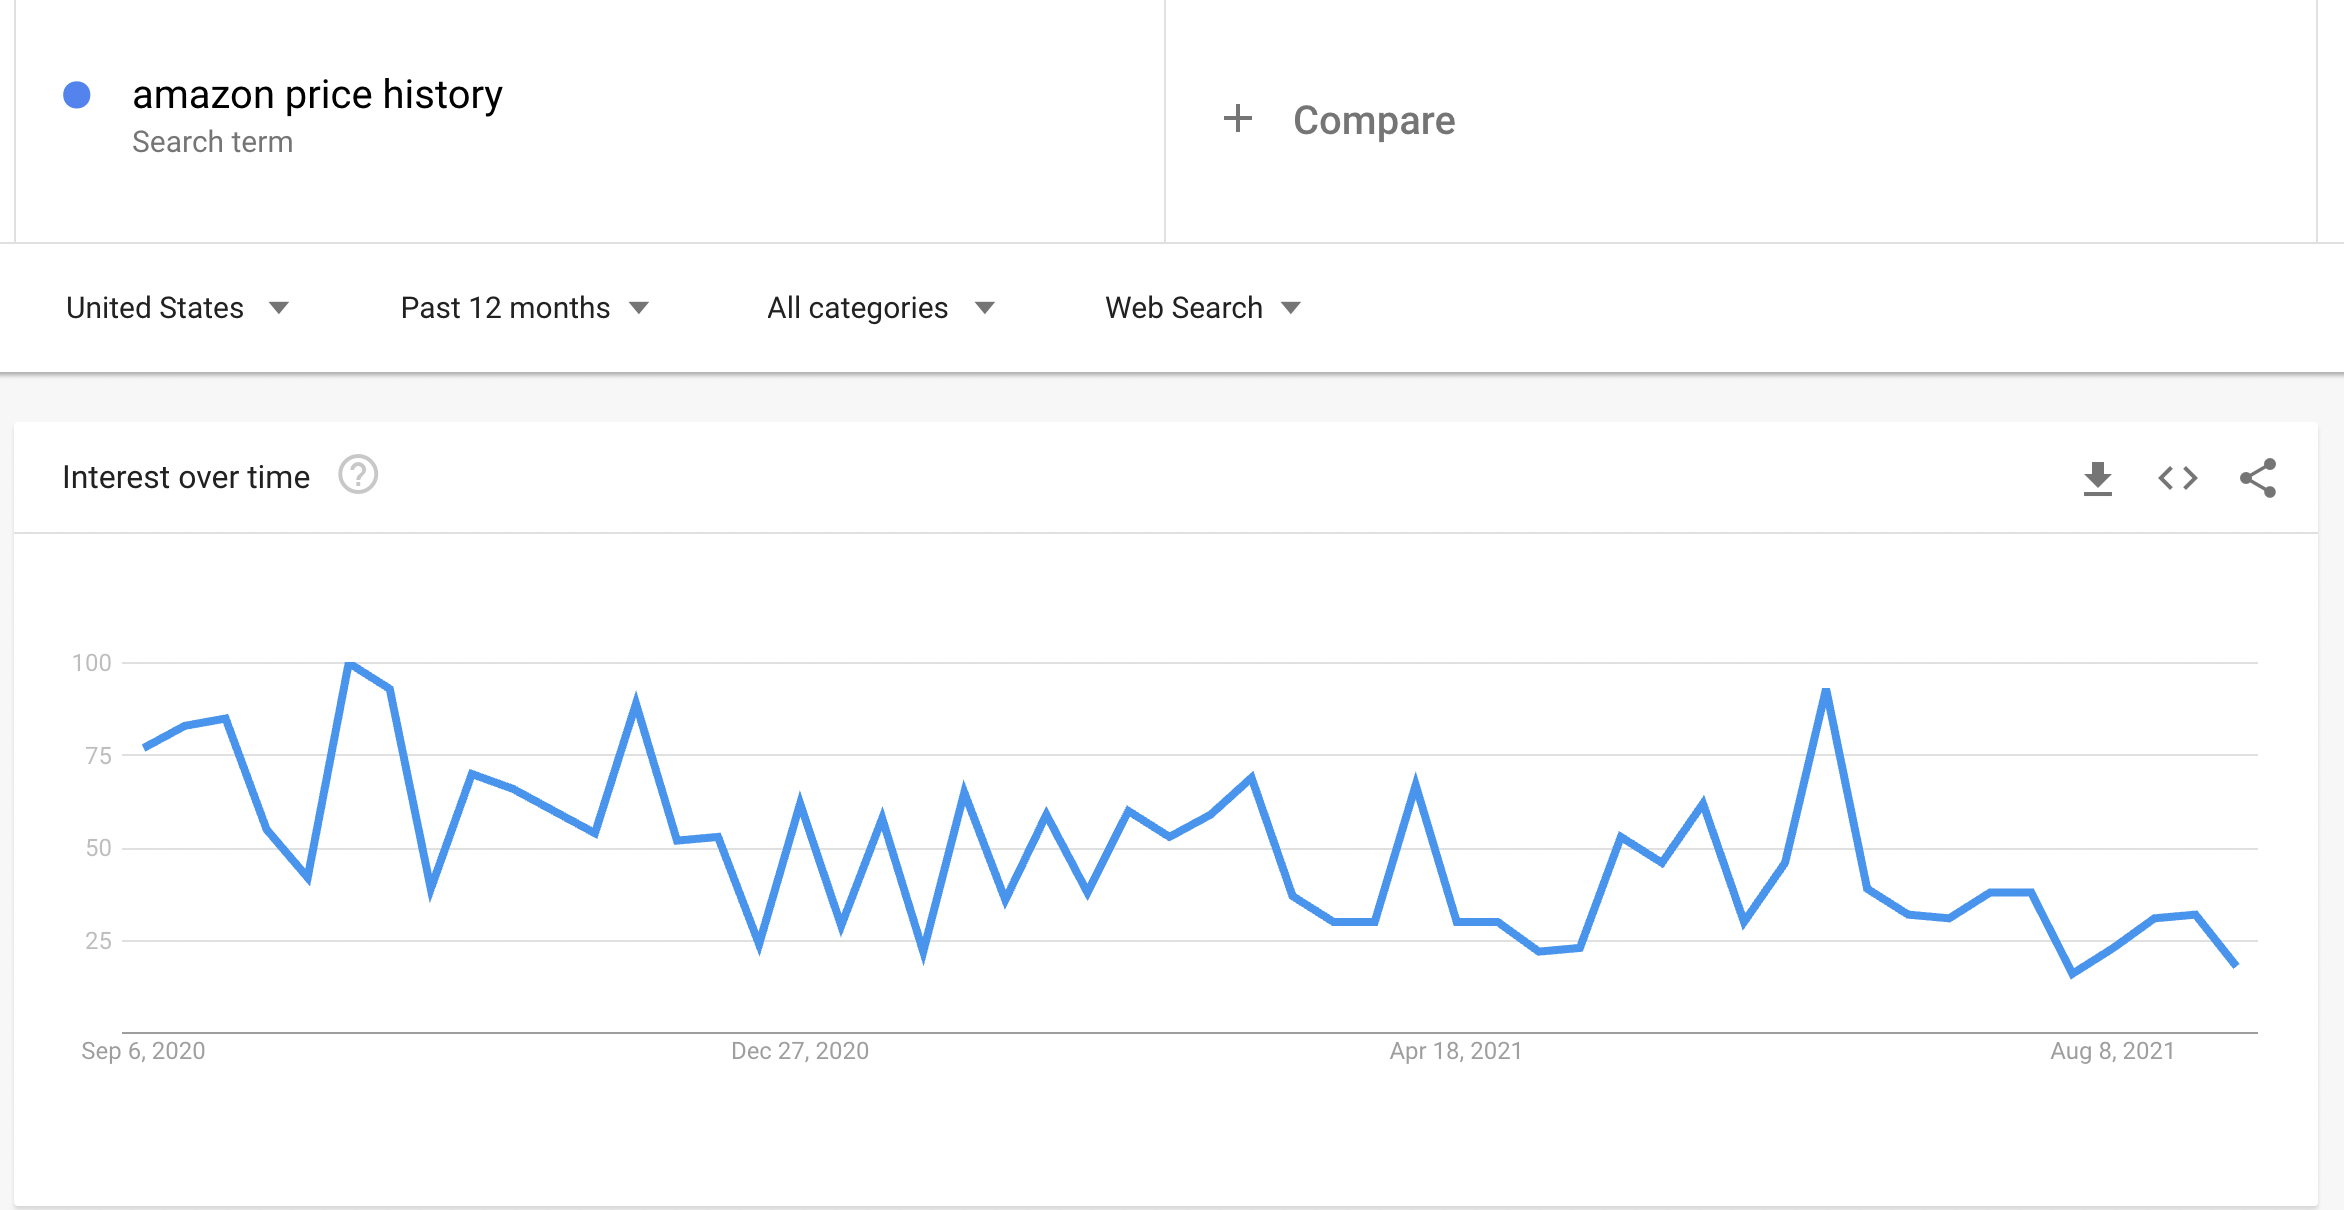 amazon price history
Search term
+ Compare
United States
Past 12 months
All categories
Web Search
Interest over time ?
100
75
50
25
Sep 6, 2020
Dec 27, 2020
Apr 18, 2021
Aug 8, 2021